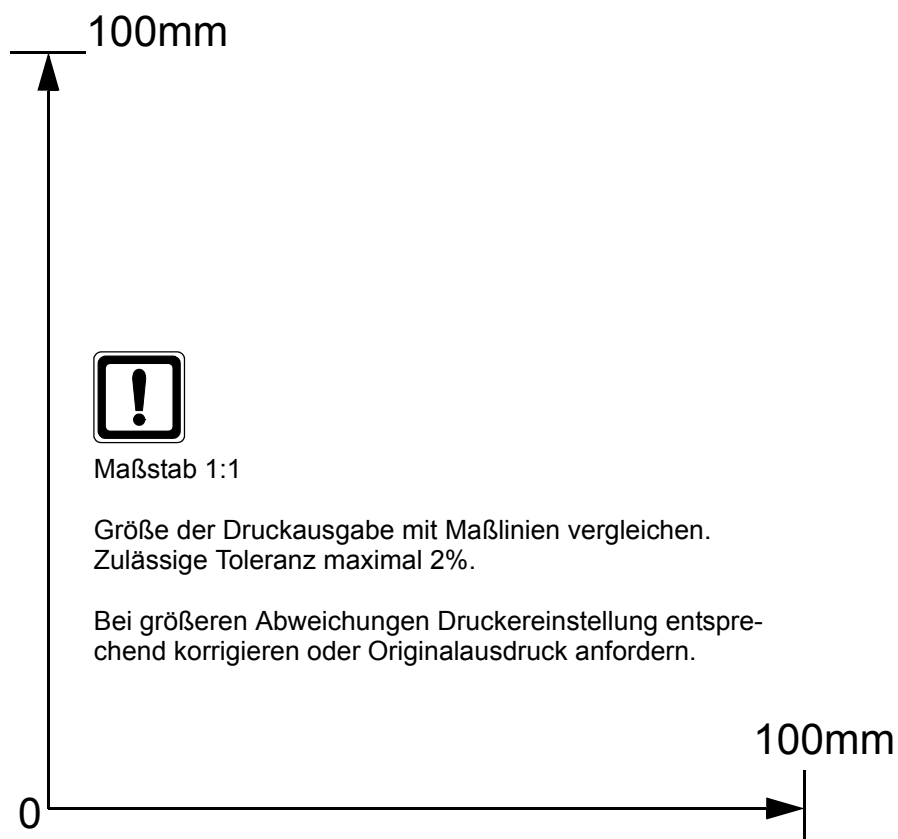 100mm
Maßstab 1:1
Größe der Druckausgabe mit Maßlinien vergleichen.
Zulässige Toleranz maximal 2%.
Bei größeren Abweichungen Druckereinstellung entspre-
chend korrigieren oder Originalausdruck anfordern.
100mm
0